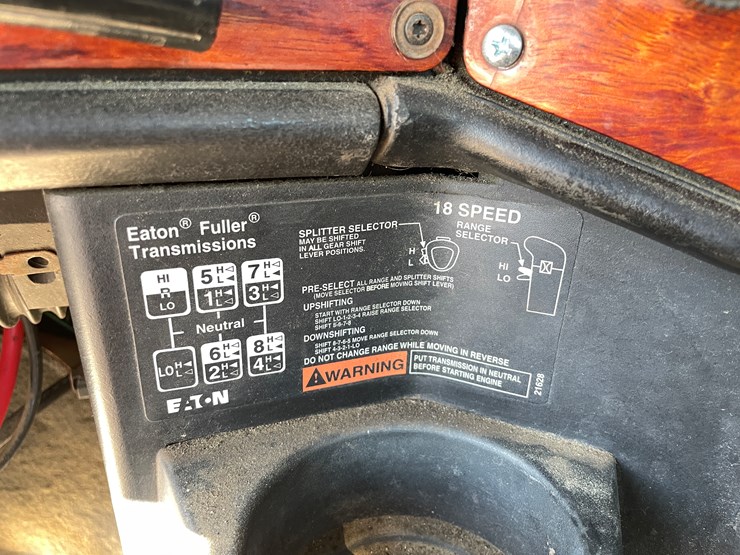 Eaton® Fuller®
Transmissions
HI
R
LO
5 H L
1 H L
7 H L
3 H L
Neutral
LO H L
6 H L
2 H L
8 H L
4 H L
EATON
18 SPEED
SPLITTER SELECTOR
MAY BE SHIFTED
IN ALL GEAR SHIFT
LEVER POSITIONS.
H
L
RANGE
SELECTOR
HI
LO
PRE-SELECT ALL RANGE AND SPLITTER SHIFTS
(MOVE SELECTOR BEFORE MOVING SHIFT LEVER)
UPSHIFTING
START WITH RANGE SELECTOR DOWN
SHIFT LO-1-2-3-4 RAISE RANGE SELECTOR
SHIFT 5-6-7-8
DOWNSHIFTING
SHIFT 8-7-6-5 MOVE RANGE SELECTOR DOWN
SHIFT 4-3-2-1-LO
DO NOT CHANGE RANGE WHILE MOVING IN REVERSE
WARNING
PUT TRANSMISSION IN NEUTRAL
BEFORE STARTING ENGINE
21628